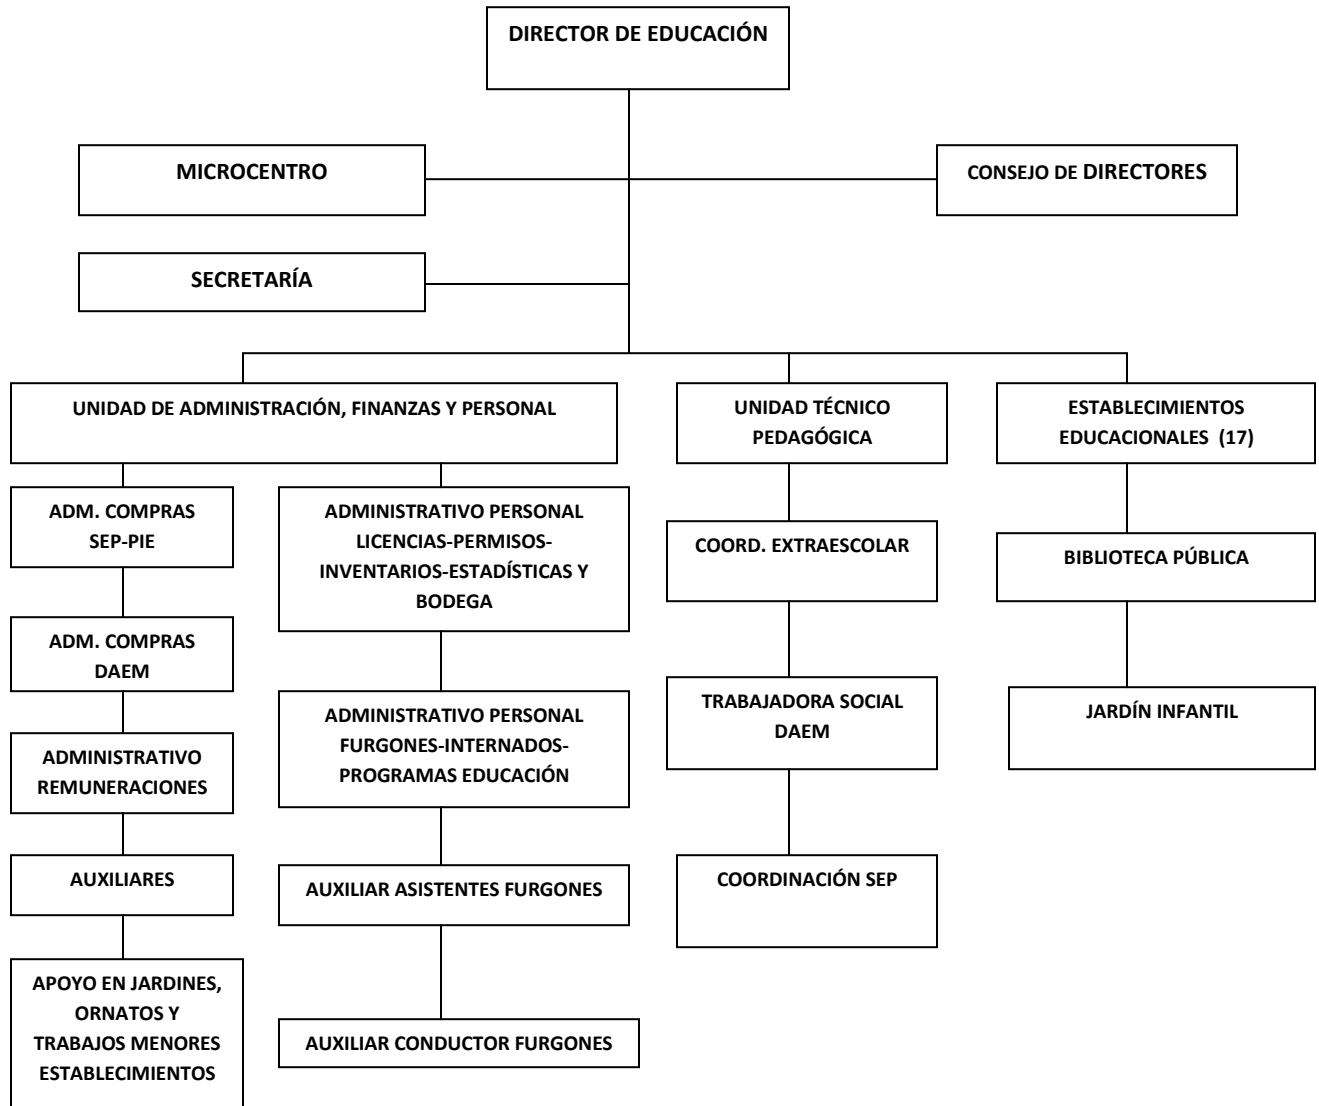 DIRECTOR DE EDUCACIÓN
MICROCENTRO
CONSEJO DE DIRECTORES
SECRETARÍA
UNIDAD DE ADMINISTRACIÓN, FINANZAS Y PERSONAL
UNIDAD TÉCNICO
PEDAGÓGICA
ESTABLECIMIENTOS
EDUCACIONALES (17)
ADM. COMPRAS
SEP-PIE
ADM. COMPRAS
DAEM
ADMINISTRATIVO
REMUNERACIONES
AUXILIARES
APOYO EN JARDINES,
ORNATOS Y
TRABAJOS MENORES
ESTABLECIMIENTOS
ADMINISTRATIVO PERSONAL
LICENCIAS-PERMISOS-
INVENTARIOS-ESTADÍSTICAS Y
BODEGA
ADMINISTRATIVO PERSONAL
FURGONES-INTERNADOS-
PROGRAMAS EDUCACIÓN
AUXILIAR ASISTENTES FURGONES
AUXILIAR CONDUCTOR FURGONES
COORD. EXTRAESCOLAR
TRABAJADORA SOCIAL
DAEM
COORDINACIÓN SEP
BIBLIOTECA PÚBLICA
JARDÍN INFANTIL